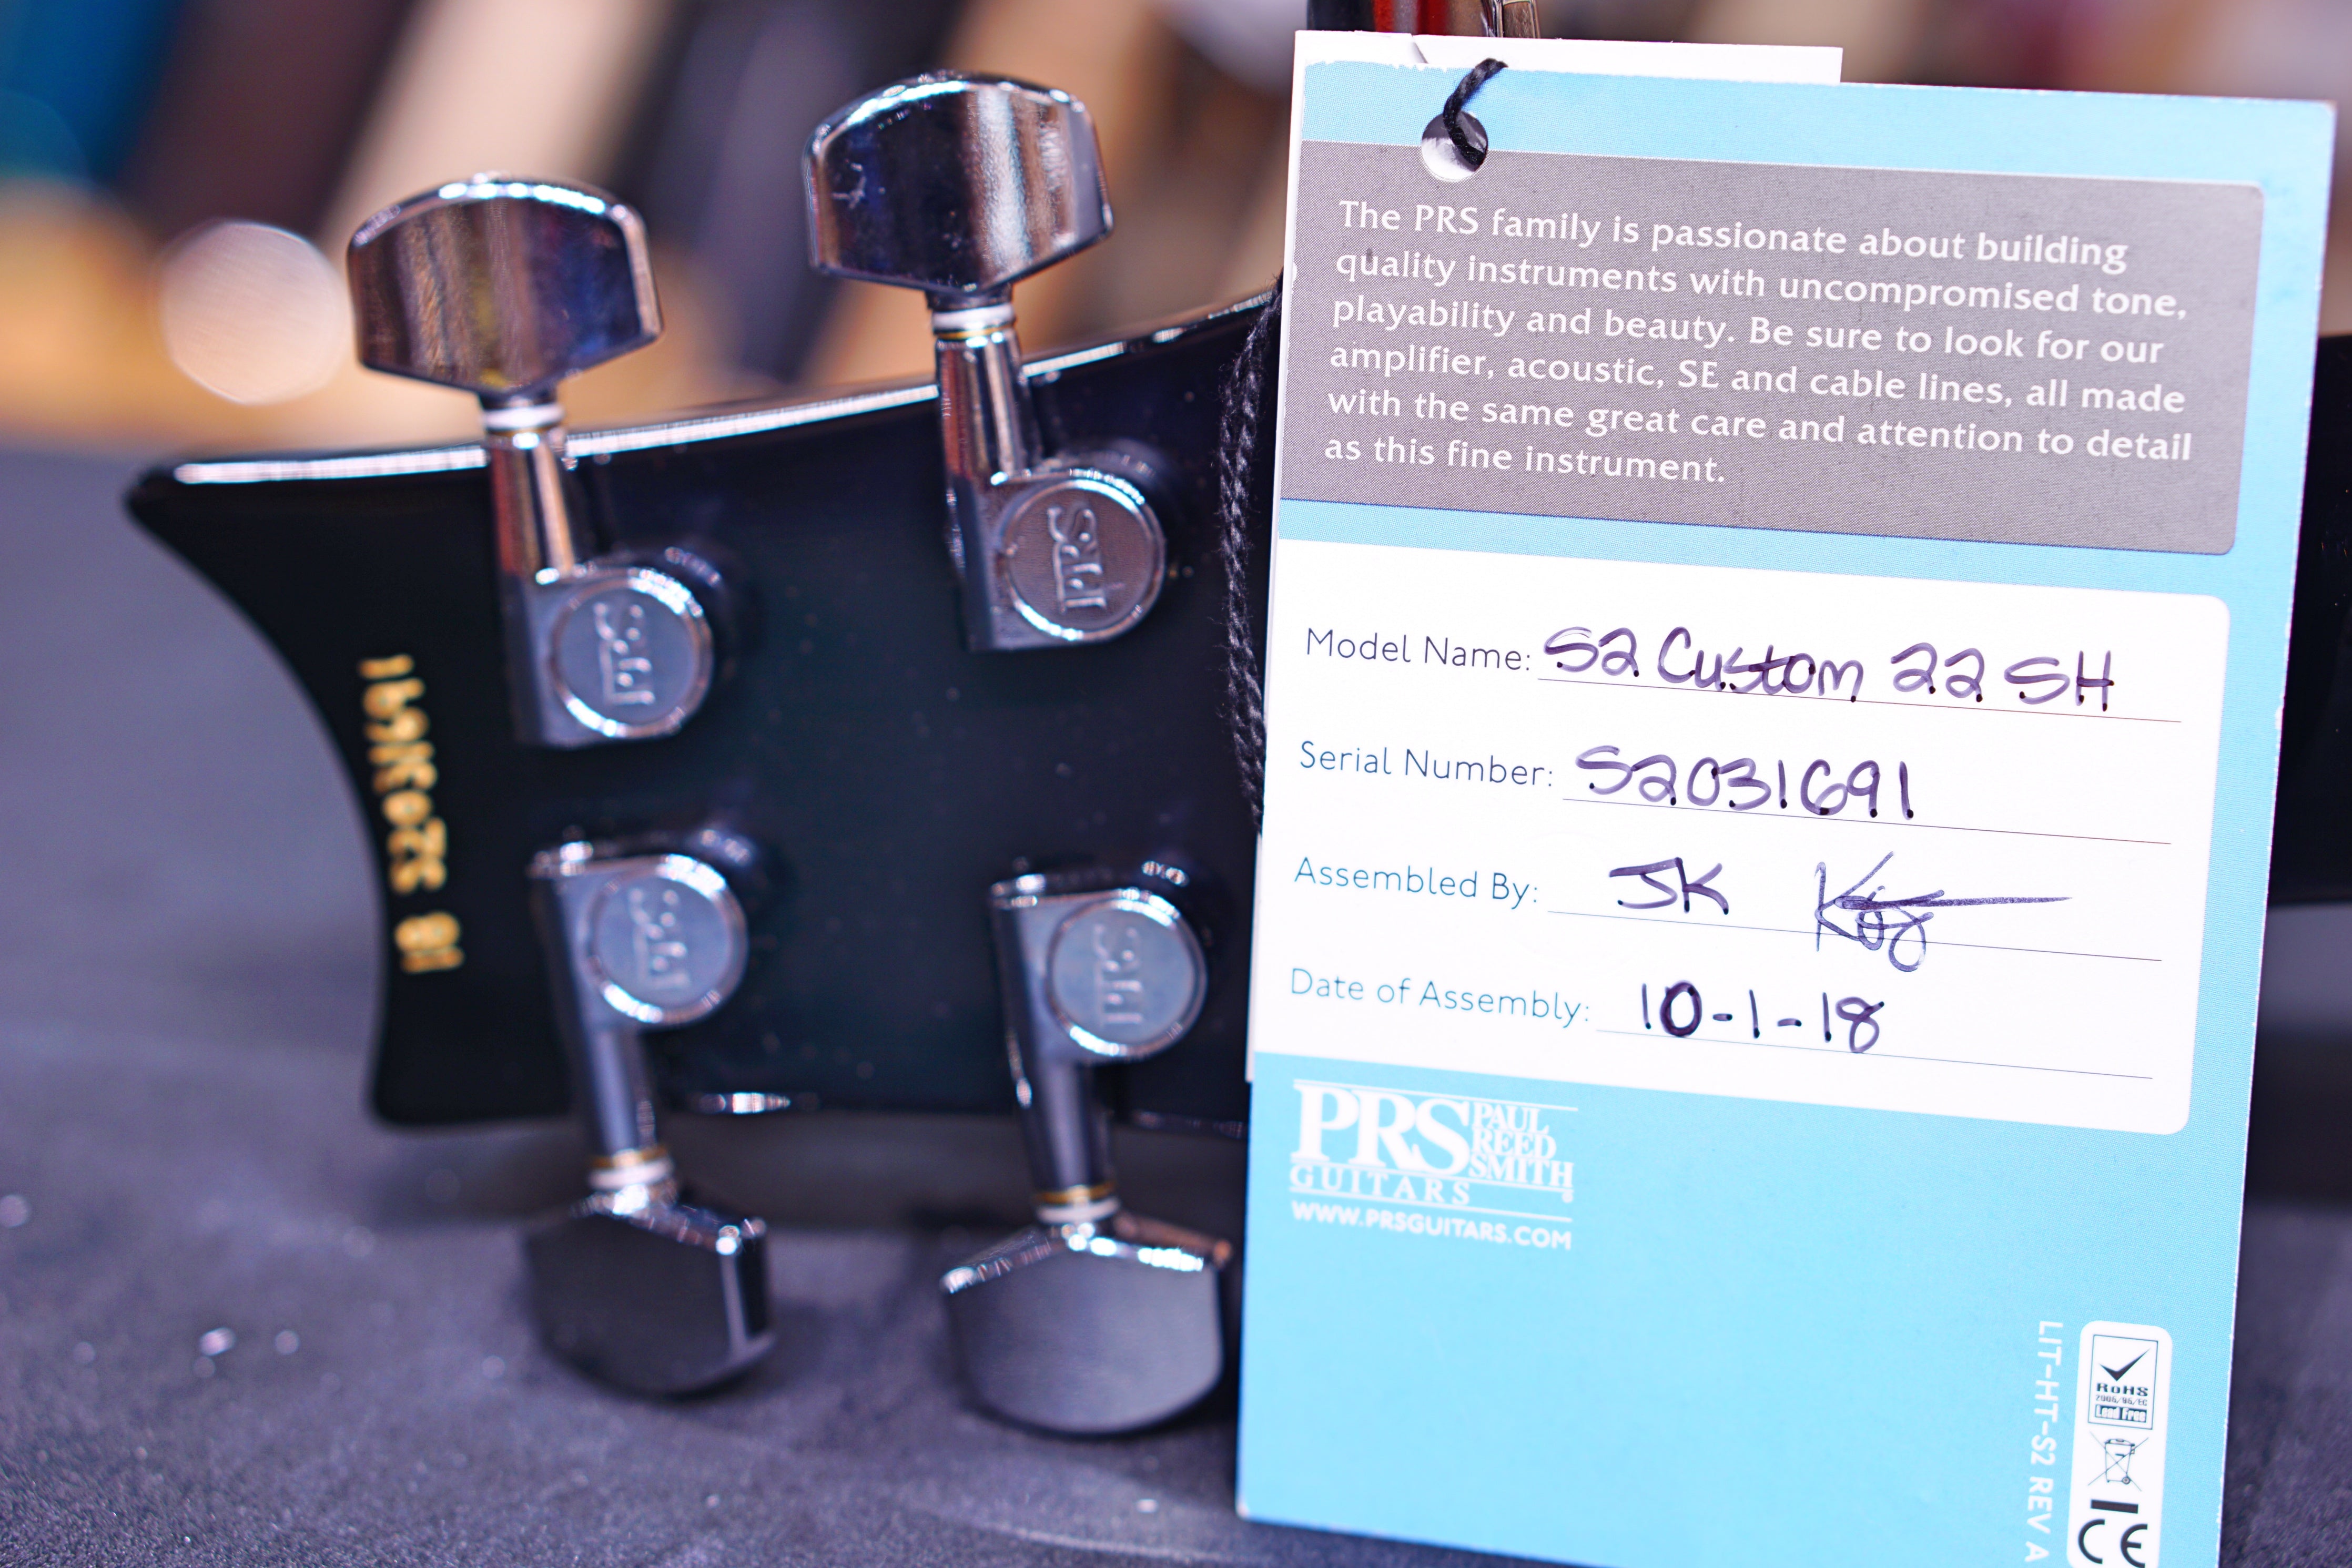 The PRS family is passionate about building
quality instruments with uncompromised tone,
playability and beauty. Be sure to look for our
amplifier, acoustic, SE and cable lines, all made
with the same great care and attention to detail
as this fine instrument.
Model Name: S2 Custom 22 SH
Serial Number: S2031691
Assembled By: JK
Date of Assembly: 10-1-18
PRS PAUL REED SMITH
GUITARS
WWW.PRSGUITARS.COM
LIT-HT-S2 REV A
RoHS
2005/95/EC
Lead Free
CE
18 S2031691
PRS
PRS
PRS
PRS